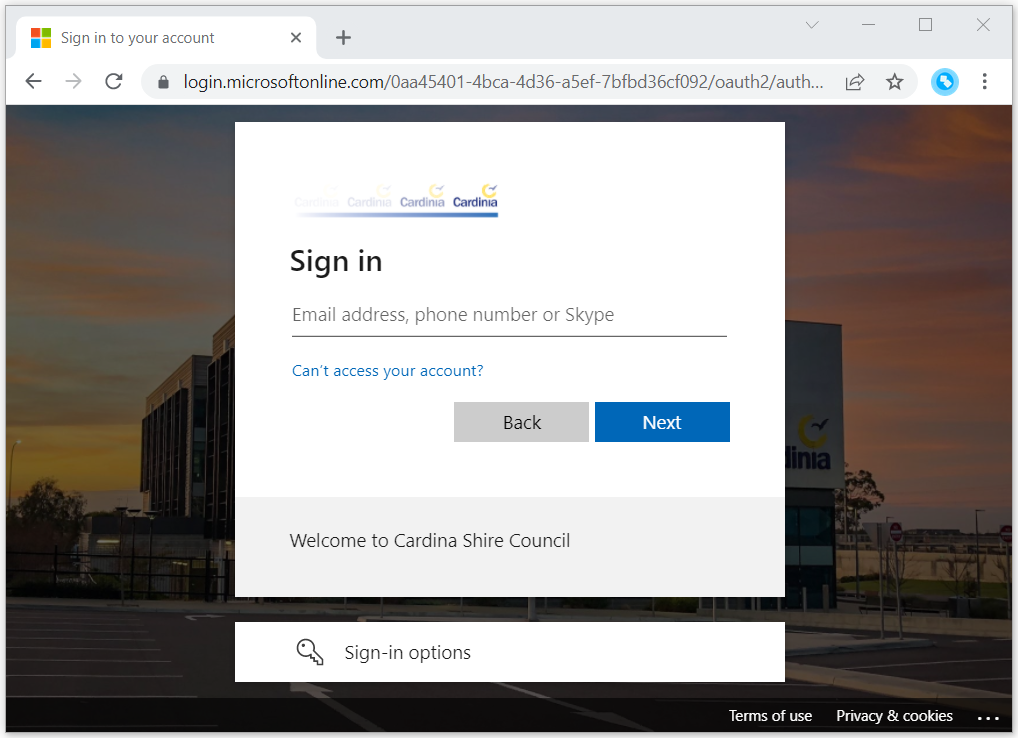 Sign in to your account
login.microsoftonline.com/0aa45401-4bca-4d36-a5ef-7bfbd36cf092/oauth2/auth...
Cardinia Cardinia Cardinia Cardinia
Sign in
Email address, phone number or Skype
Can't access your account?
Back Next
dinia
Welcome to Cardina Shire Council
Sign-in options
Terms of use Privacy & cookies